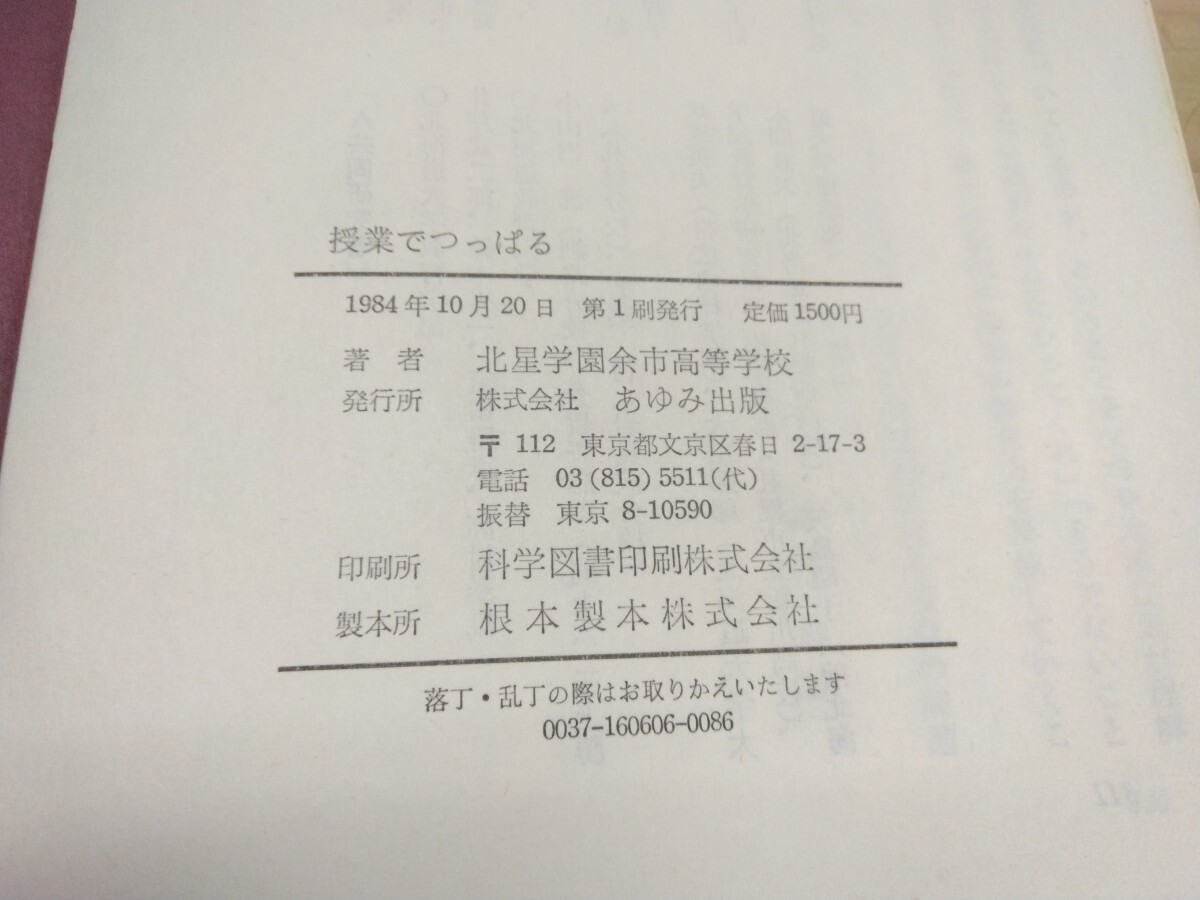 授業でつっぱる
1984年10月20日　第1刷発行　定価1500円
著　者　北星学園余市高等学校
発行所　株式会社　あゆみ出版
〒112　東京都文京区春日 2-17-3
電話　03 (815) 5511(代)
振替　東京 8-10590
印刷所　科学図書印刷株式会社
製本所　根本製本株式会社
落丁・乱丁の際はお取りかえいたします
0037-160606-0086